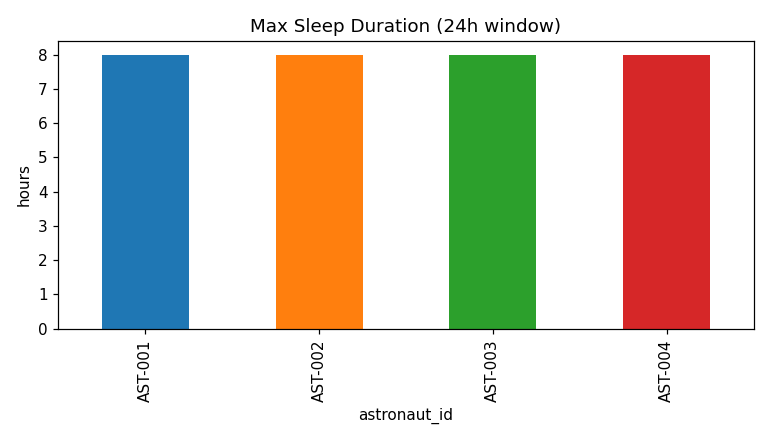 Max Sleep Duration (24h window)
hours
8
7
6
5
4
3
2
1
0
AST-001
AST-002
AST-003
AST-004
astronaut_id